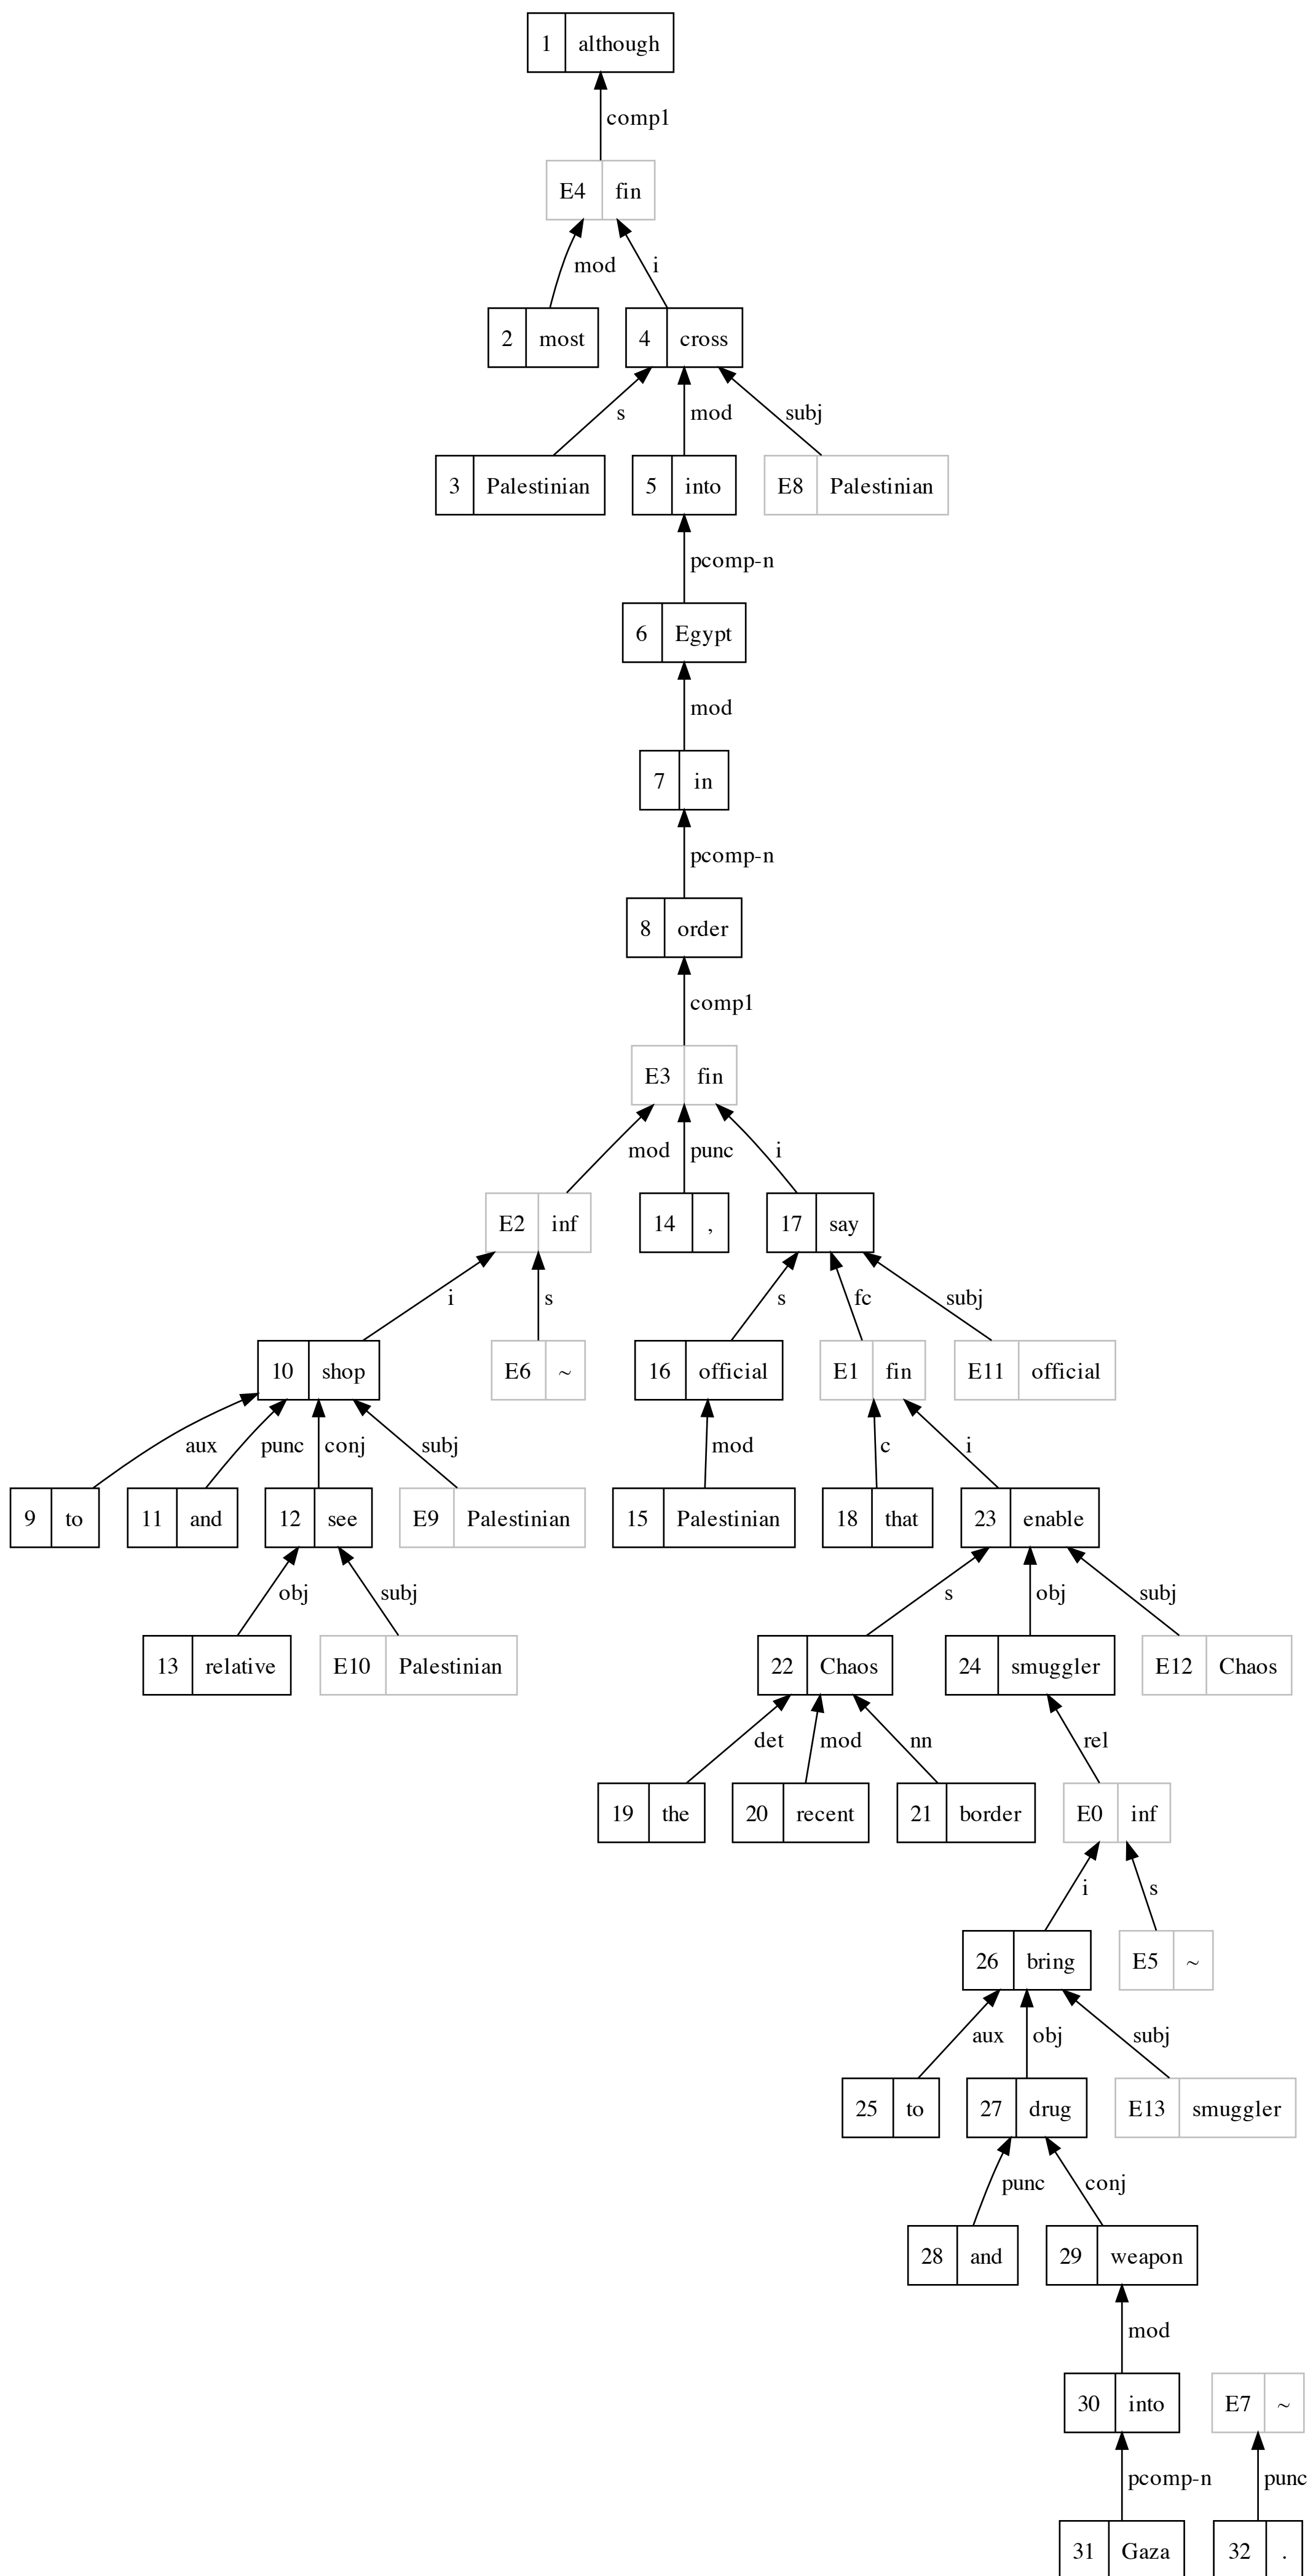 1 although
comp1
E4 fin
mod i
2 most 4 cross
s mod subj
3 Palestinian 5 into E8 Palestinian
pcomp-n
6 Egypt
mod
7 in
pcomp-n
8 order
comp1
E3 fin
mod punc i
E2 inf 14 , 17 say
i s s fc subj
10 shop E6 ~ 16 official E1 fin E11 official
aux punc conj subj mod c i
9 to 11 and 12 see E9 Palestinian 15 Palestinian 18 that 23 enable
obj subj s obj subj
13 relative E10 Palestinian 22 Chaos 24 smuggler E12 Chaos
det mod nn rel
19 the 20 recent 21 border E0 inf
i s
26 bring E5 ~
aux obj subj
25 to 27 drug E13 smuggler
punc conj
28 and 29 weapon
mod
30 into E7 ~
pcomp-n punc
31 Gaza 32 .